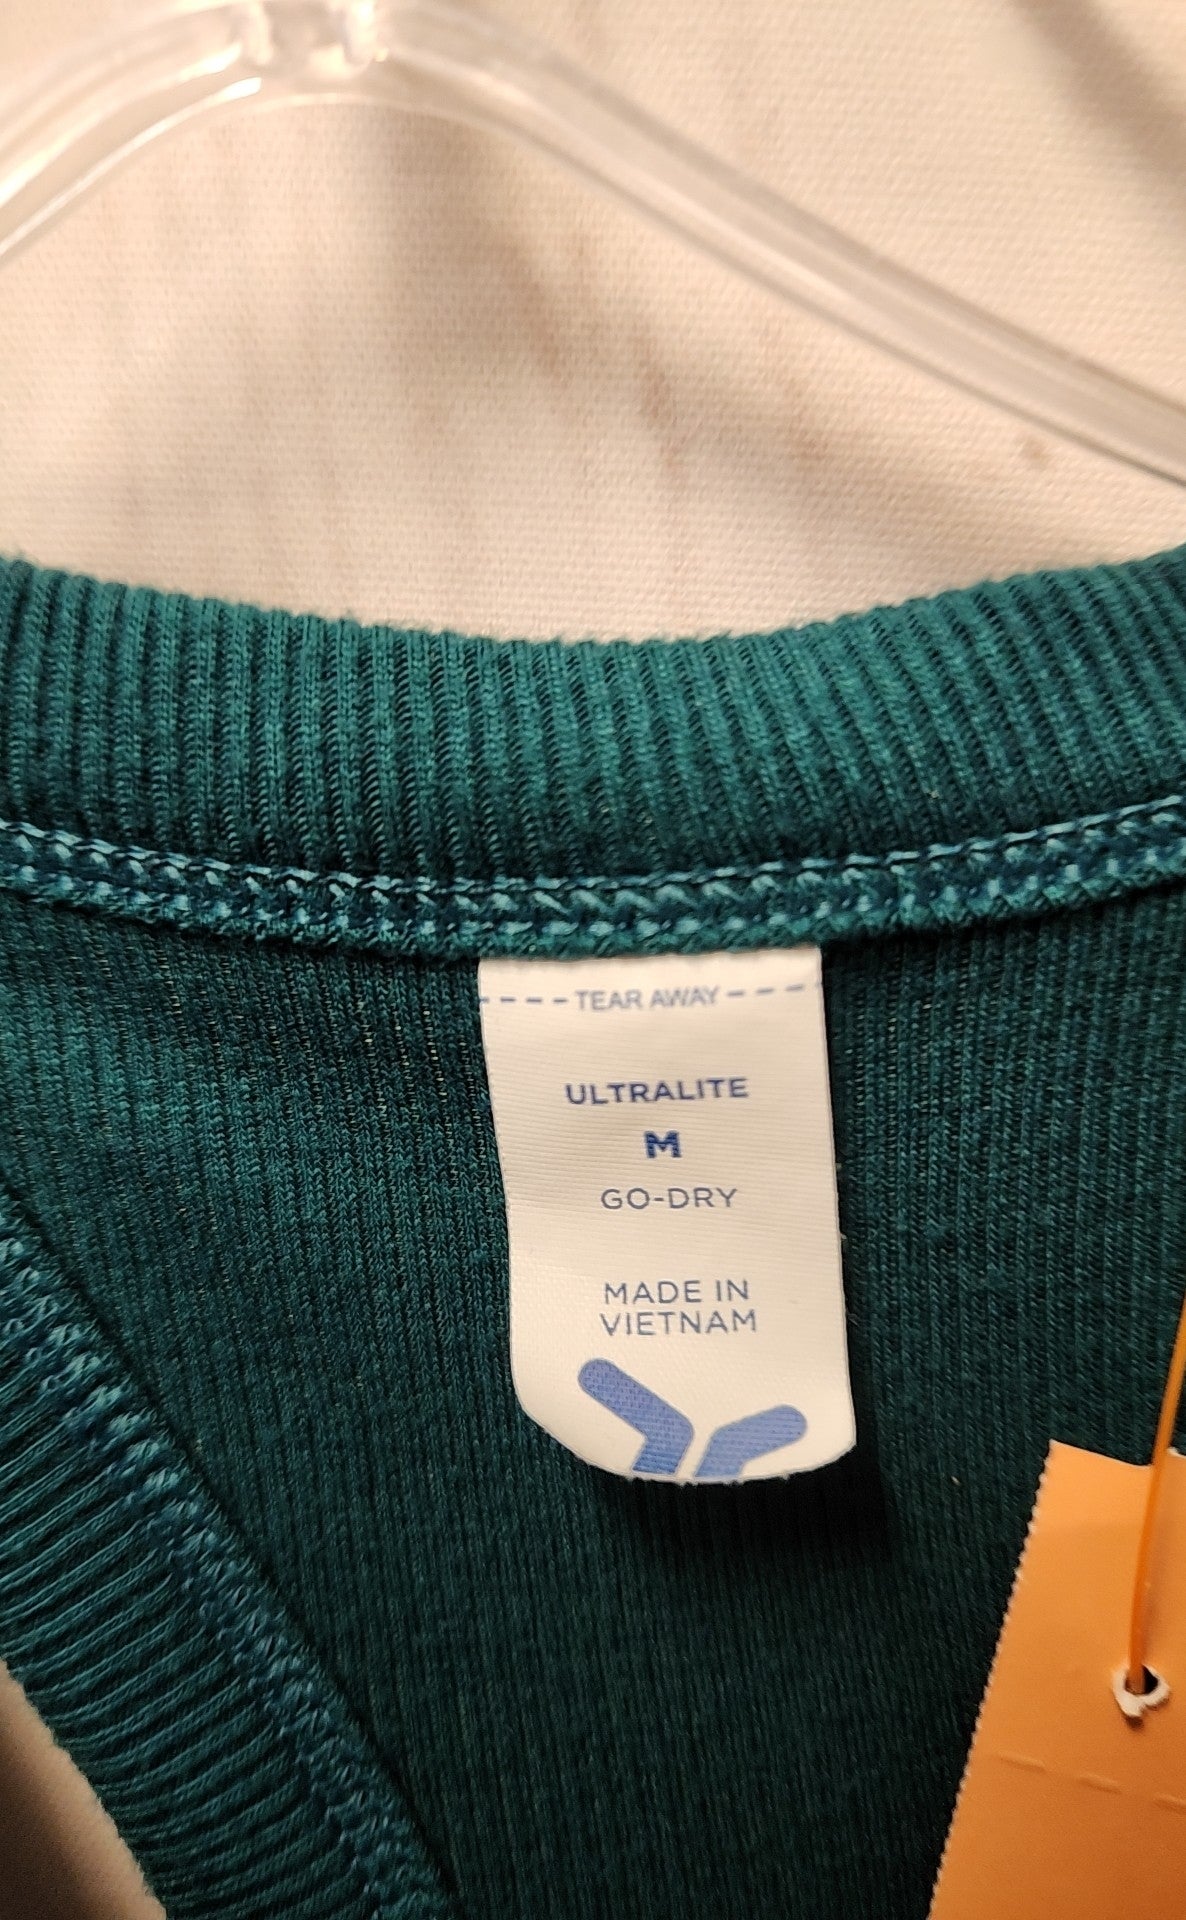 TEAR AWAY
ULTRALITE
M
GO-DRY
MADE IN
VIETNAM